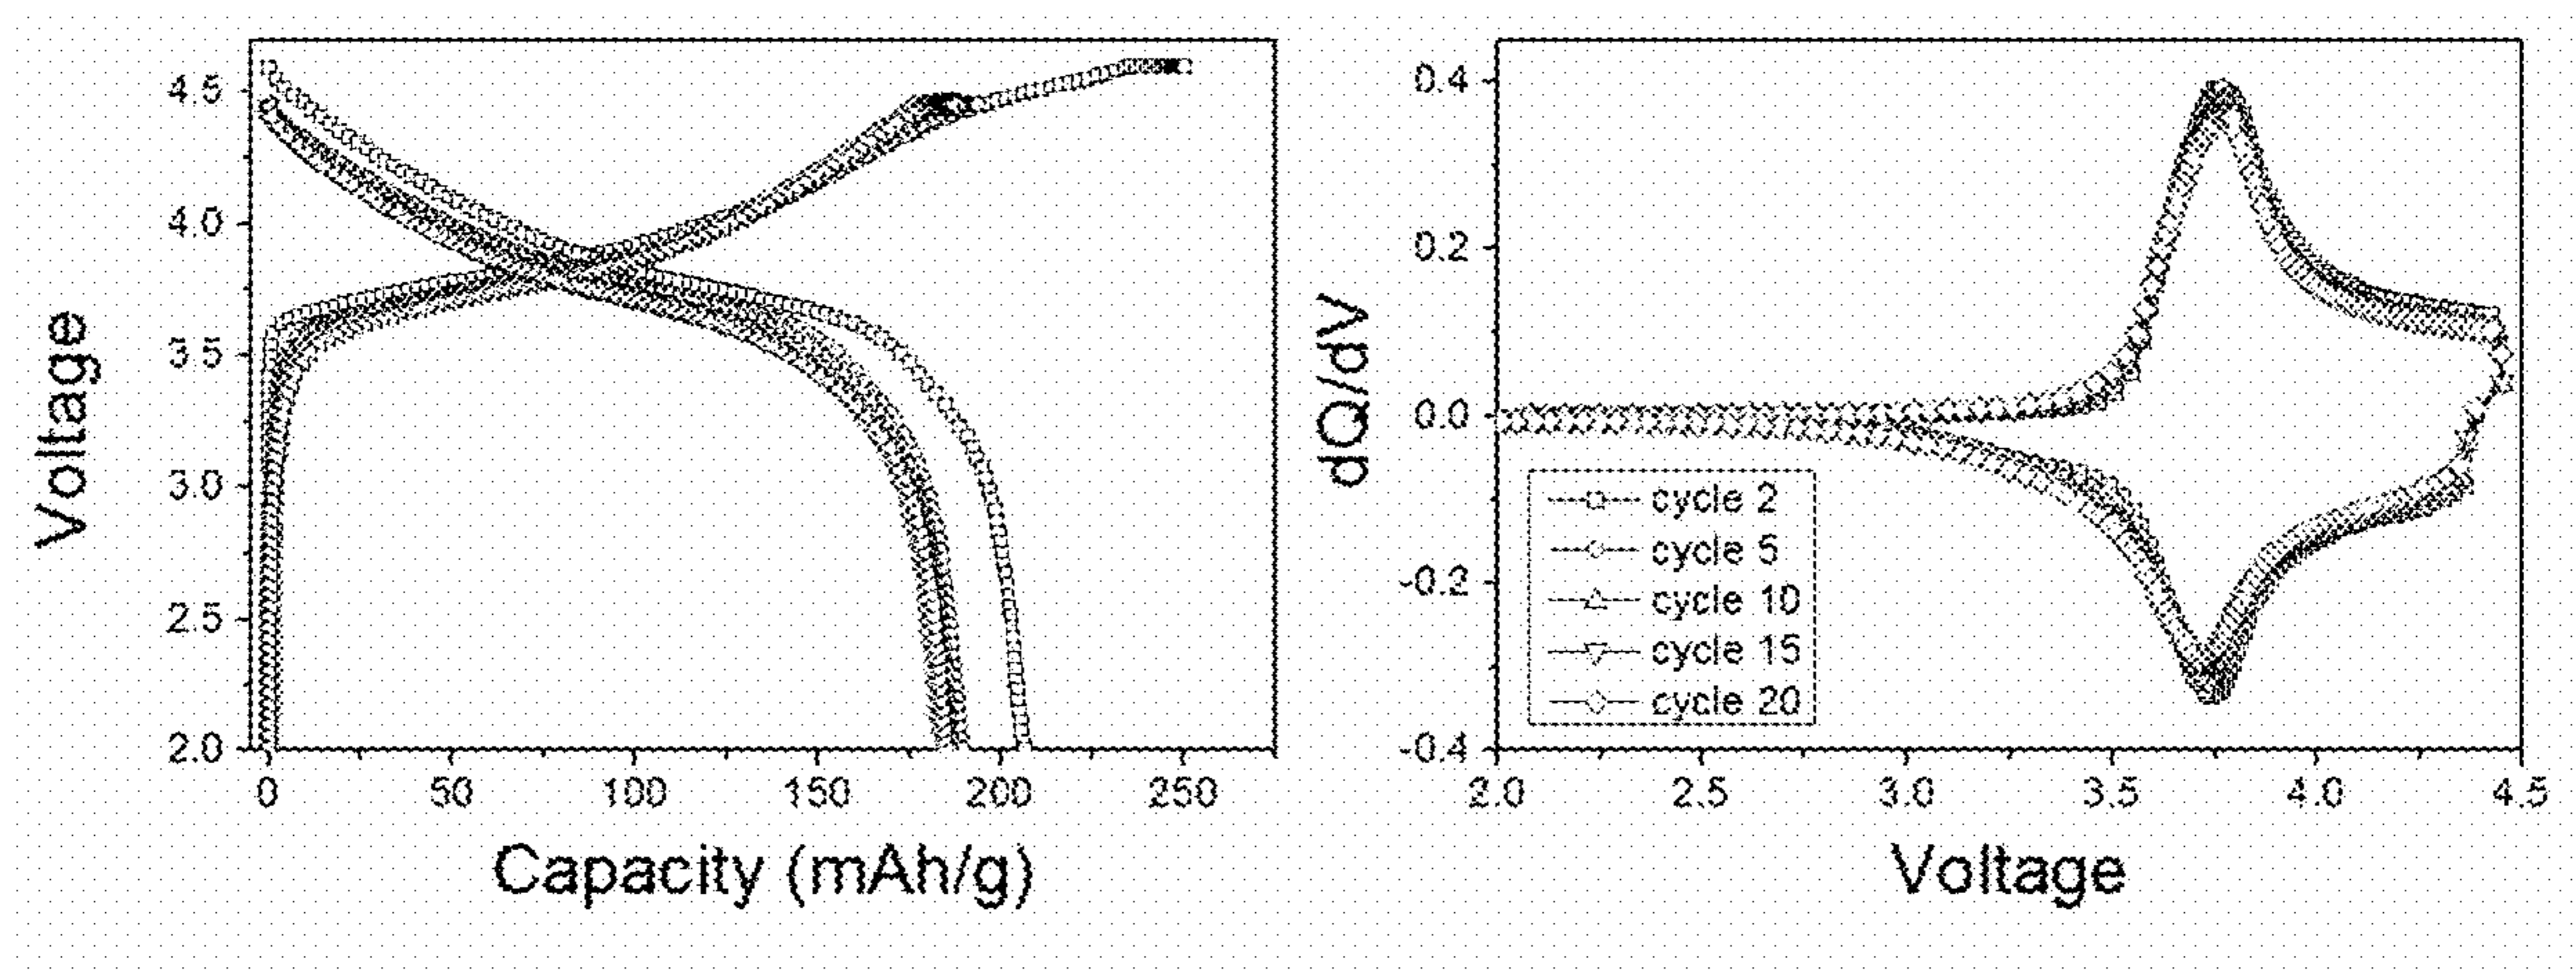 Voltage
4.5
4.0
3.5
3.0
2.5
2.0
0 50 100 150 200 250
Capacity (mAh/g)
dQ/dV
0.4
0.2
0.0
-0.2
-0.4
cycle 2
cycle 5
cycle 10
cycle 15
cycle 20
2.0 2.5 3.0 3.5 4.0 4.5
Voltage